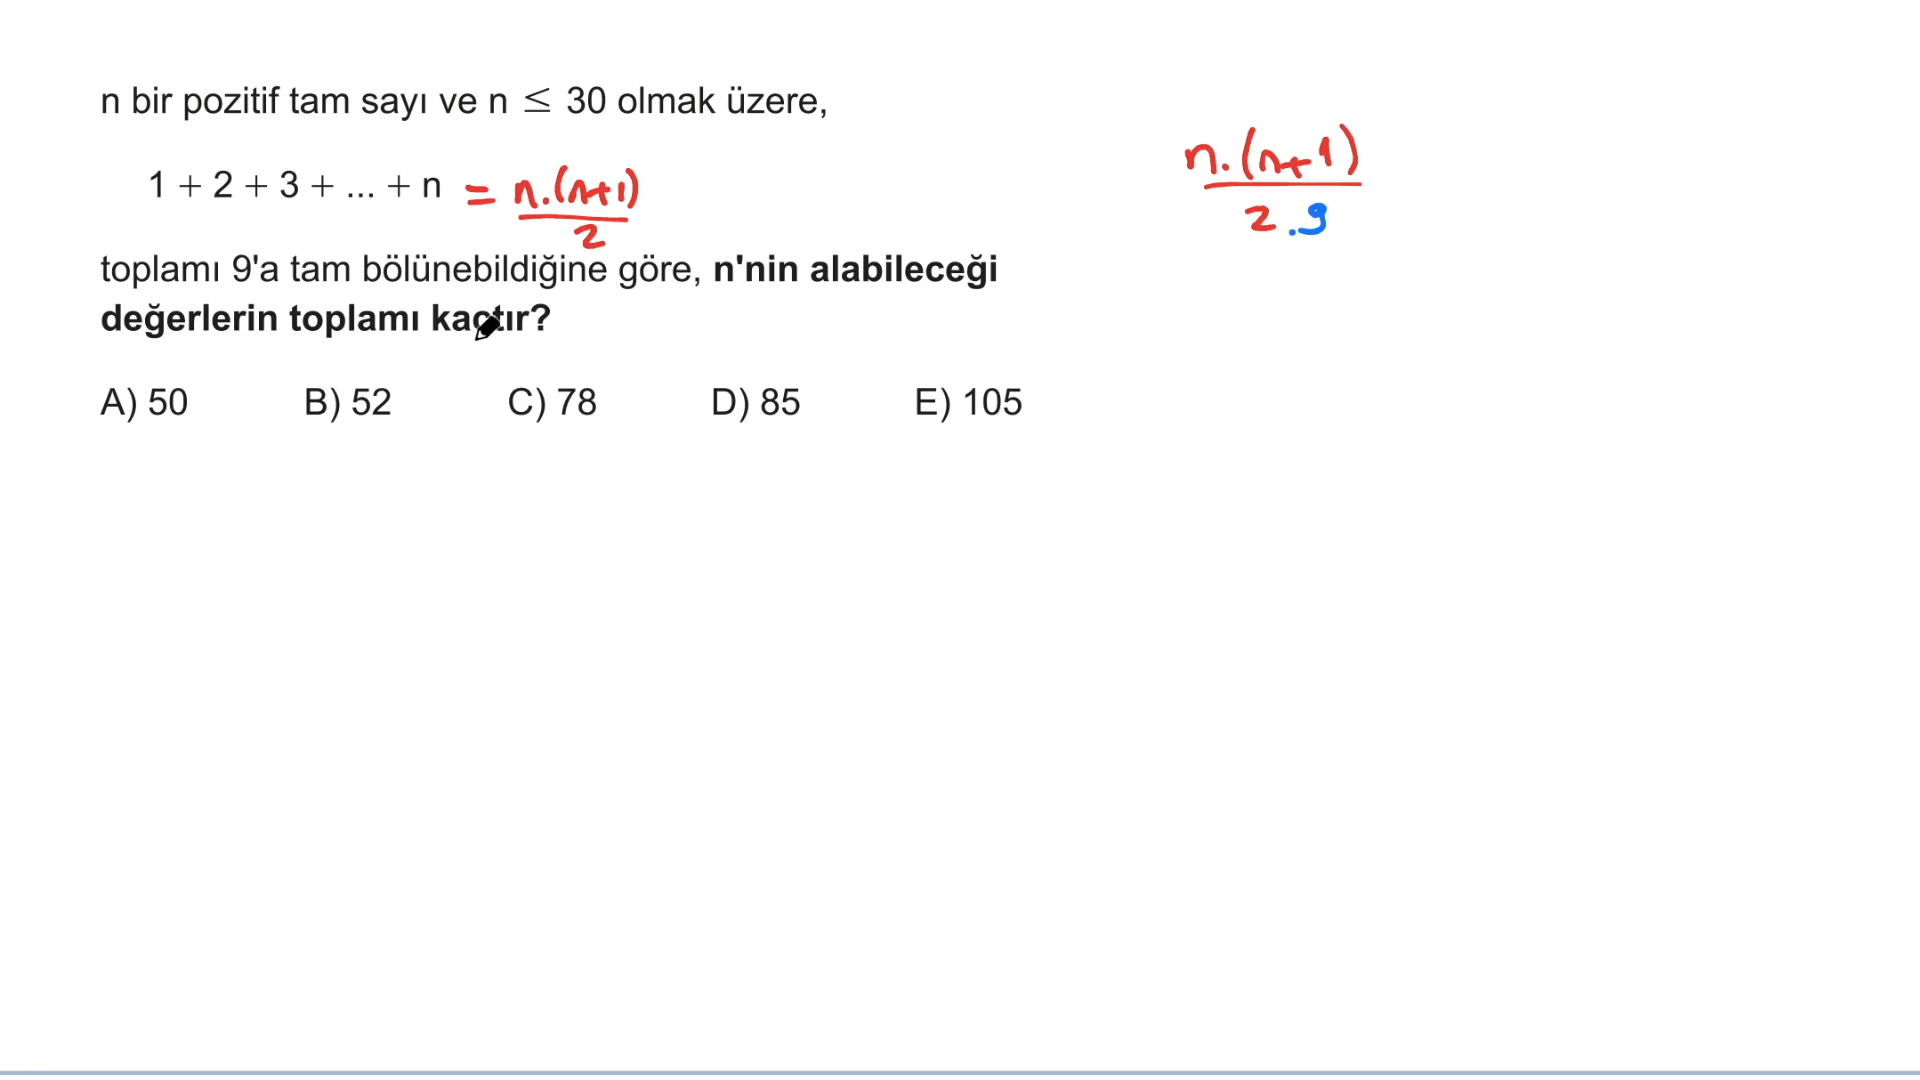 n bir pozitif tam sayı ve n ≤ 30 olmak üzere,
1 + 2 + 3 + ... + n = n.(n+1)
2
toplamı 9'a tam bölünebildiğine göre, n'nin alabileceği
değerlerin toplamı kaçtır?
A) 50 B) 52 C) 78 D) 85 E) 105
n.(n+1)
2.9